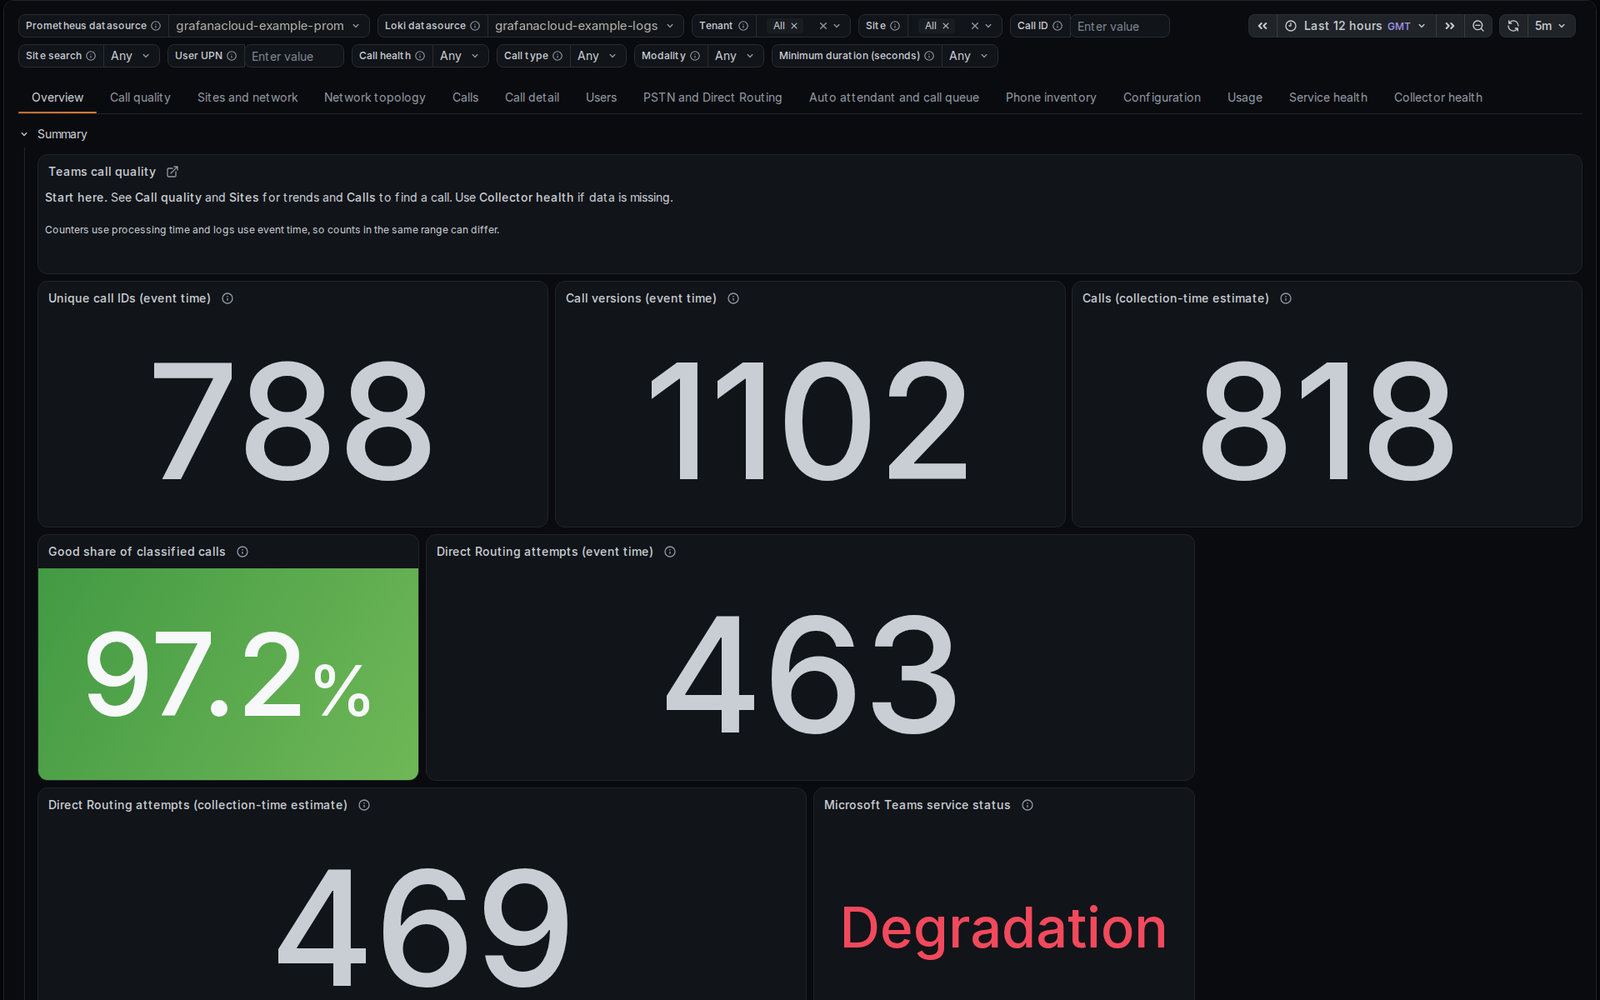 Prometheus datasource grafanacloud-example-prom Loki datasource grafanacloud-example-logs Tenant All Site All Call ID Enter value Last 12 hours GMT 5m
Site search Any User UPN Enter value Call health Any Call type Any Modality Any Minimum duration (seconds) Any
Overview Call quality Sites and network Network topology Calls Call detail Users PSTN and Direct Routing Auto attendant and call queue Phone inventory Configuration Usage Service health Collector health
Summary
Teams call quality
Start here. See Call quality and Sites for trends and Calls to find a call. Use Collector health if data is missing.
Counters use processing time and logs use event time, so counts in the same range can differ.
Unique call IDs (event time) Call versions (event time) Calls (collection-time estimate)
788 1102 818
Good share of classified calls Direct Routing attempts (event time)
97.2% 463
Direct Routing attempts (collection-time estimate) Microsoft Teams service status
469 Degradation